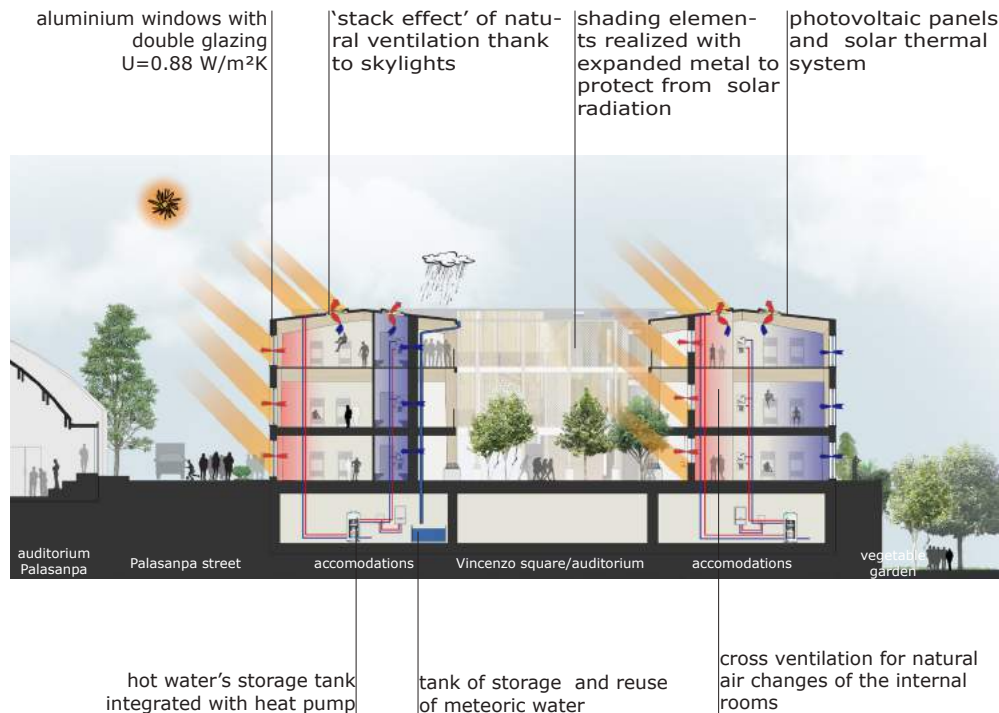 aluminium windows with
double glazing
U=0.88 W/m²K
‘stack effect’ of natu-
ral ventilation thank
to skylights
shading elemen-
ts realized with
expanded metal to
protect from solar
radiation
photovoltaic panels
and solar thermal
system
auditorium
Palasanpa
Palasanpa street
accomodations
Vincenzo square/auditorium
accomodations
vegetable
garden
hot water’s storage tank
integrated with heat pump
tank of storage and reuse
of meteoric water
cross ventilation for natural
air changes of the internal
rooms